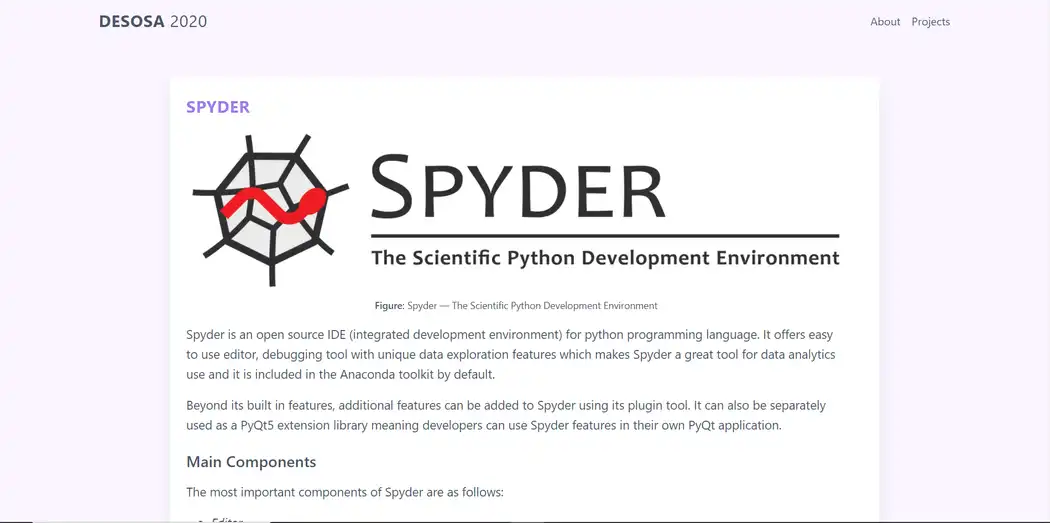 DESOSA 2020
About Projects
SPYDER
SPYDER
The Scientific Python Development Environment
Figure: Spyder — The Scientific Python Development Environment
Spyder is an open source IDE (integrated development environment) for python programming language. It offers easy
to use editor, debugging tool with unique data exploration features which makes Spyder a great tool for data analytics
use and it is included in the Anaconda toolkit by default.
Beyond its built in features, additional features can be added to Spyder using its plugin tool. It can also be separately
used as a PyQt5 extension library meaning developers can use Spyder features in their own PyQt application.
Main Components
The most important components of Spyder are as follows:
Editor